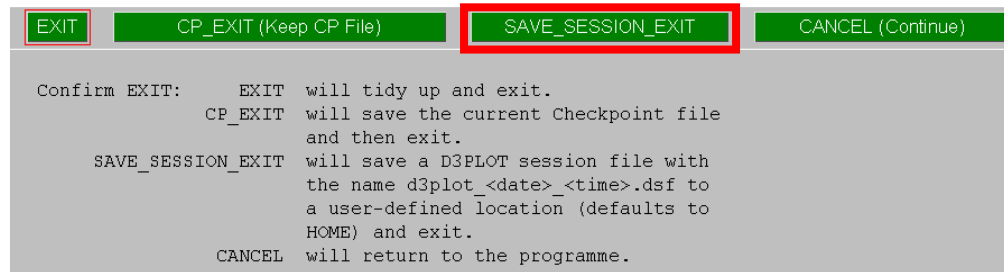 EXIT CP_EXIT (Keep CP File) SAVE_SESSION_EXIT CANCEL (Continue)
Confirm EXIT: EXIT will tidy up and exit.
CP_EXIT will save the current Checkpoint file
and then exit.
SAVE_SESSION_EXIT will save a D3PLOT session file with
the name d3plot_<date>_<time>.dsf to
a user-defined location (defaults to
HOME) and exit.
CANCEL will return to the programme.